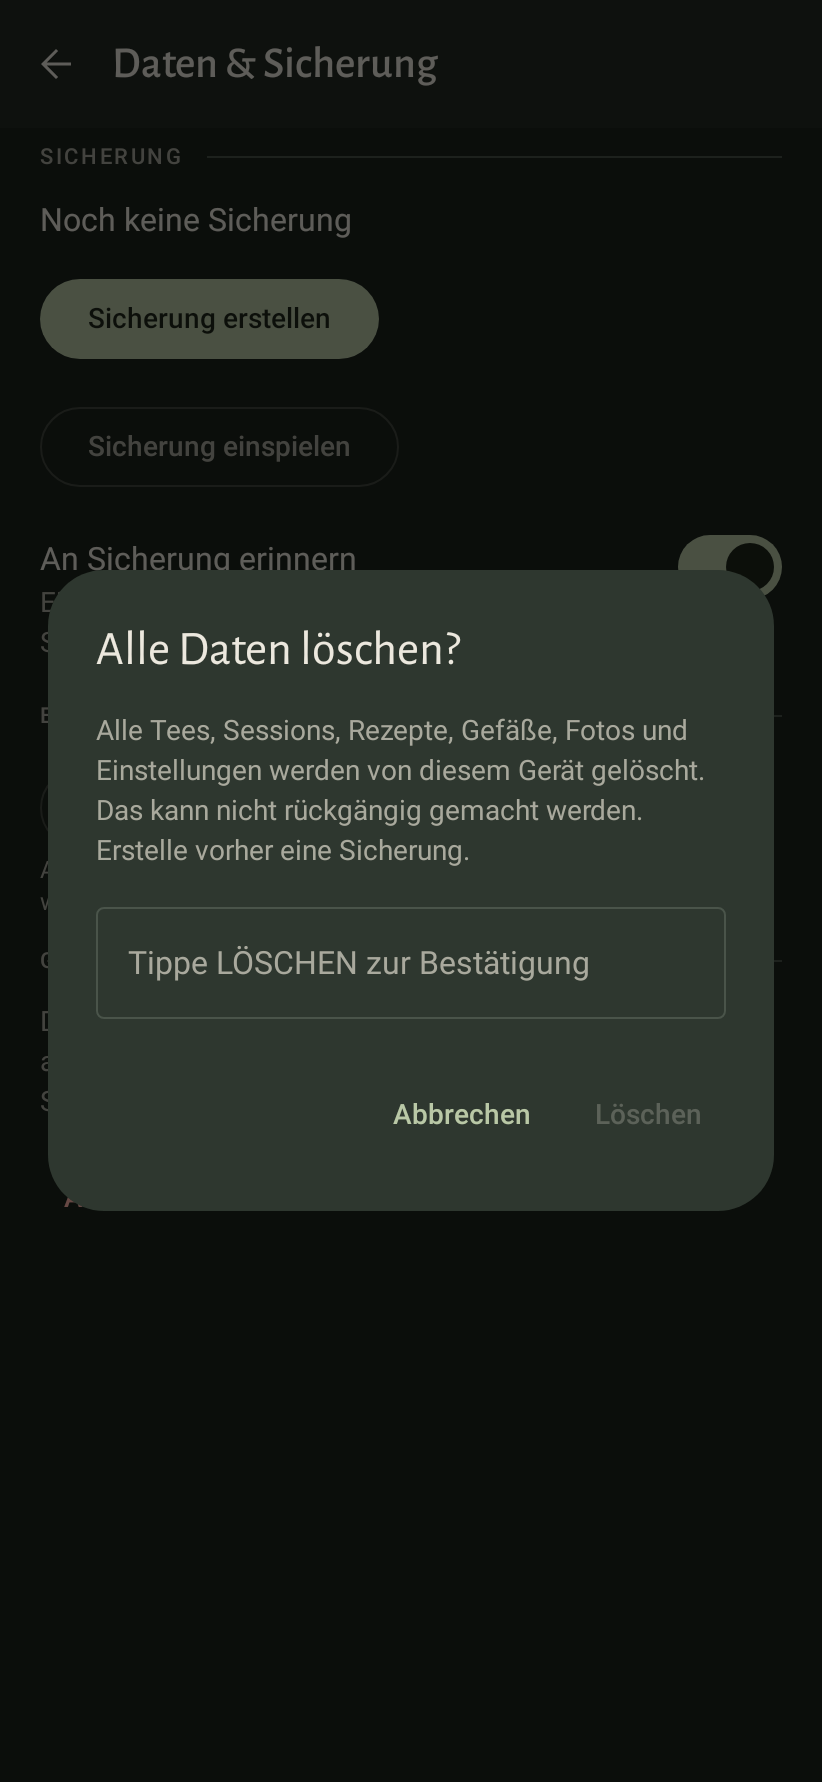 Daten & Sicherung
SICHERUNG
Noch keine Sicherung
Sicherung erstellen
Sicherung einspielen
An Sicherung erinnern
Alle Daten löschen?
Alle Tees, Sessions, Rezepte, Gefäße, Fotos und
Einstellungen werden von diesem Gerät gelöscht.
Das kann nicht rückgängig gemacht werden.
Erstelle vorher eine Sicherung.
Tippe LÖSCHEN zur Bestätigung
Abbrechen Löschen